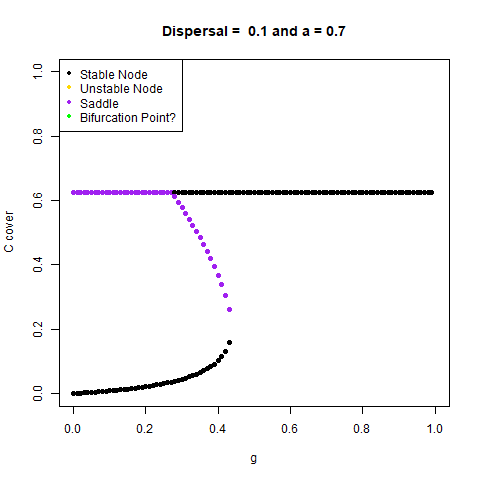 Dispersal = 0.1 and a = 0.7
Stable Node
Unstable Node
Saddle
Bifurcation Point?
C cover
1.0
0.8
0.6
0.4
0.2
0.0
0.0 0.2 0.4 0.6 0.8 1.0
g